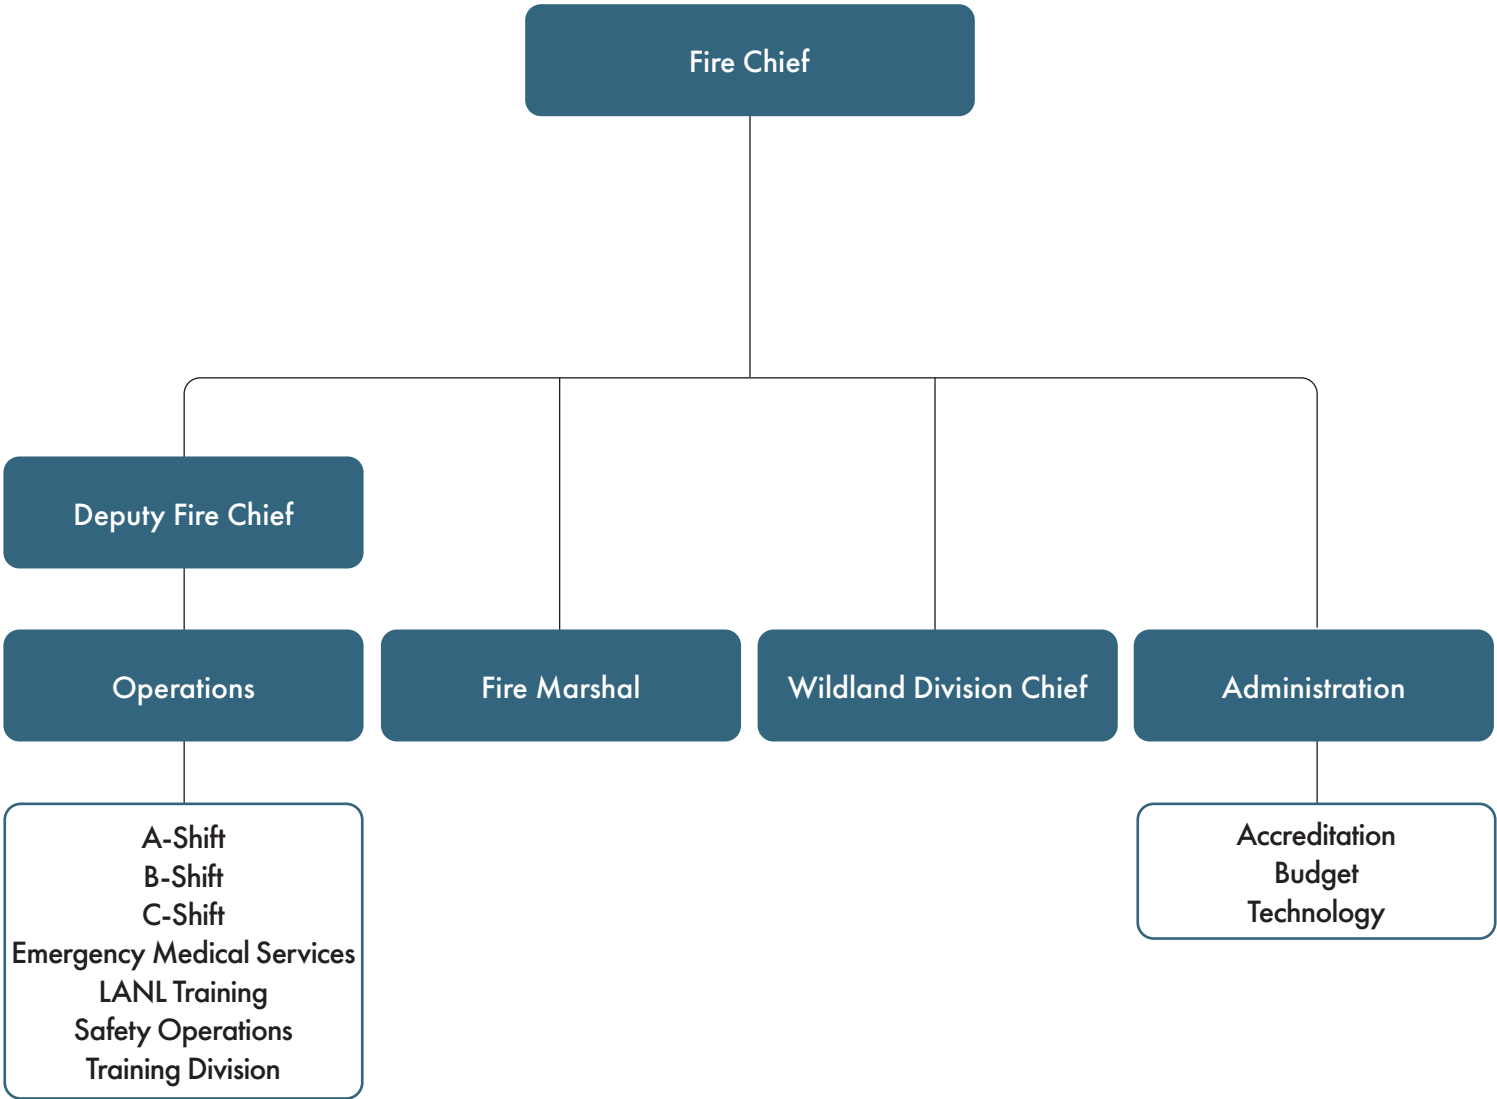 Fire Chief
Deputy Fire Chief
Operations
Fire Marshal
Wildland Division Chief
Administration
A-Shift
B-Shift
C-Shift
Emergency Medical Services
LANL Training
Safety Operations
Training Division
Accreditation
Budget
Technology